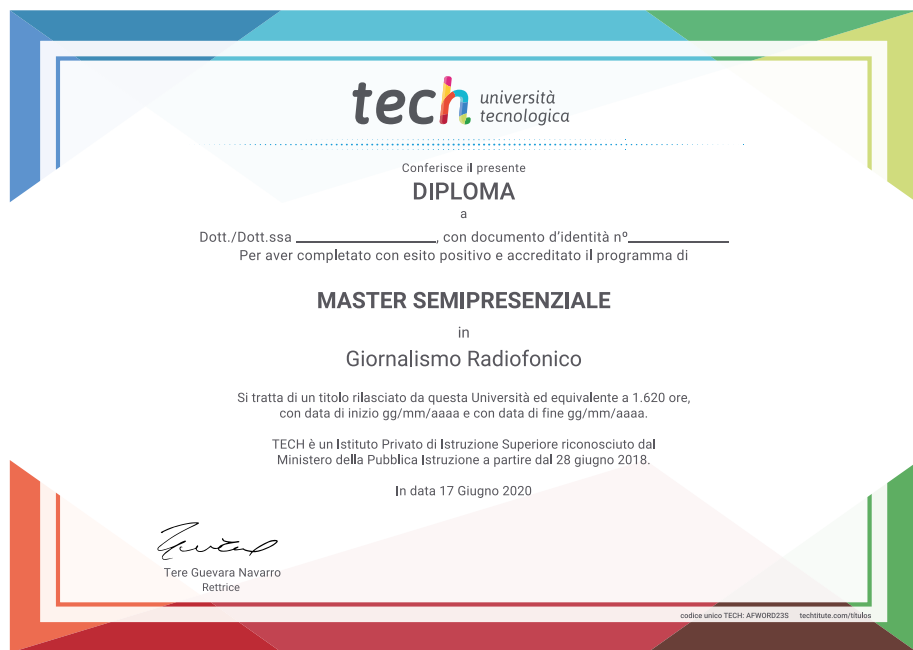 tech università
tecnologica
Conferisce il presente
DIPLOMA
a
Dott./Dott.ssa ____________, con documento d'identità nº____________
Per aver completato con esito positivo e accreditato il programma di
MASTER SEMIPRESENZIALE
in
Giornalismo Radiofonico
Si tratta di un titolo rilasciato da questa Università ed equivalente a 1.620 ore,
con data di inizio gg/mm/aaaa e con data di fine gg/mm/aaaa.
TECH è un Istituto Privato di Istruzione Superiore riconosciuto dal
Ministero della Pubblica Istruzione a partire dal 28 giugno 2018.
In data 17 Giugno 2020
Tere Guevara Navarro
Rettrice
codice unico TECH: AFWORD23S techtitute.com/títulos